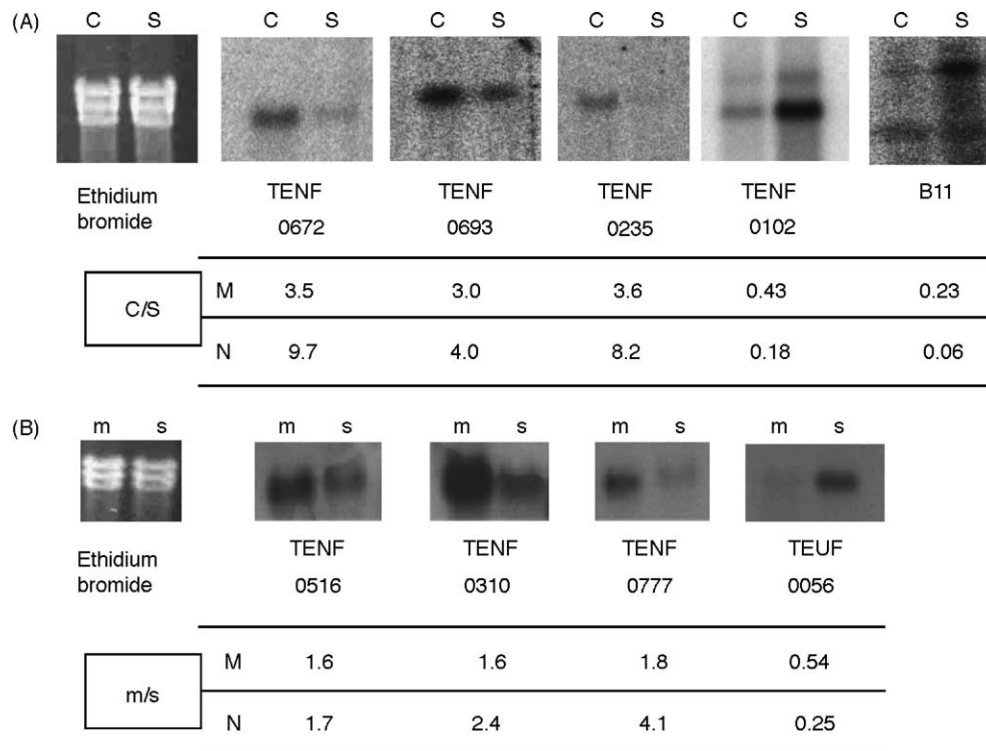 (A)
C S C S C S C S C S C S
Ethidium bromide
TENF 0672
TENF 0693
TENF 0235
TENF 0102
B11
C/S
M 3.5 3.0 3.6 0.43 0.23
N 9.7 4.0 8.2 0.18 0.06
(B)
m s m s m s m s m s
Ethidium bromide
TENF 0516
TENF 0310
TENF 0777
TEUF 0056
m/s
M 1.6 1.6 1.8 0.54
N 1.7 2.4 4.1 0.25